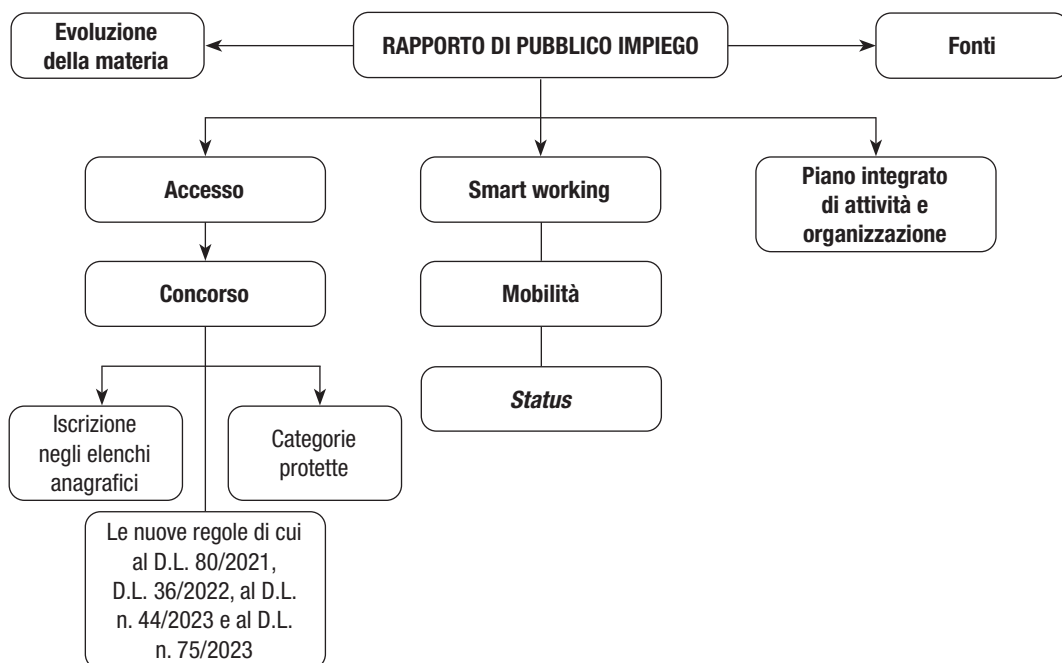 Evoluzione
della materia
RAPPORTO DI PUBBLICO IMPIEGO
Fonti
Accesso
Smart working
Piano integrato
di attività e
organizzazione
Concorso
Mobilità
Status
Iscrizione
negli elenchi
anagrafici
Categorie
protette
Le nuove regole di cui
al D.L. 80/2021,
D.L. 36/2022, al D.L.
n. 44/2023 e al D.L.
n. 75/2023